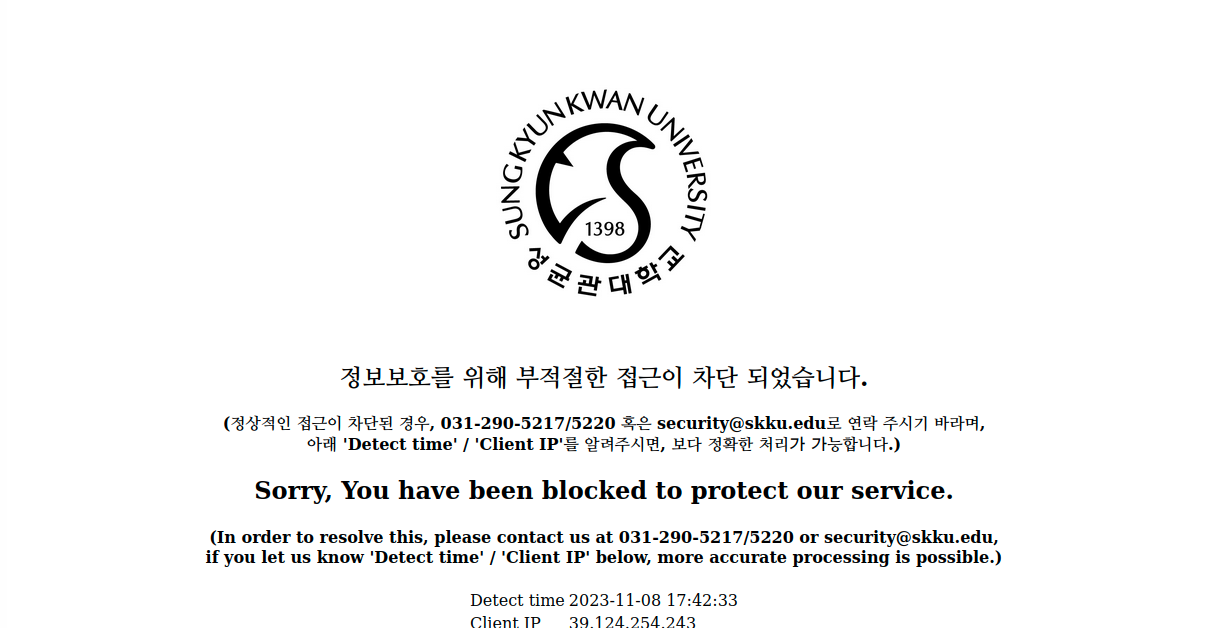 SUNGKYUNKWAN UNIVERSITY
1398
성균관대학교
정보보호를 위해 부적절한 접근이 차단 되었습니다.
(정상적인 접근이 차단된 경우, 031-290-5217/5220 혹은 security@skku.edu로 연락 주시기 바라며,
아래 'Detect time' / 'Client IP'를 알려주시면, 보다 정확한 처리가 가능합니다.)
Sorry, You have been blocked to protect our service.
(In order to resolve this, please contact us at 031-290-5217/5220 or security@skku.edu,
if you let us know 'Detect time' / 'Client IP' below, more accurate processing is possible.)
Detect time 2023-11-08 17:42:33
Client IP 39.124.254.243